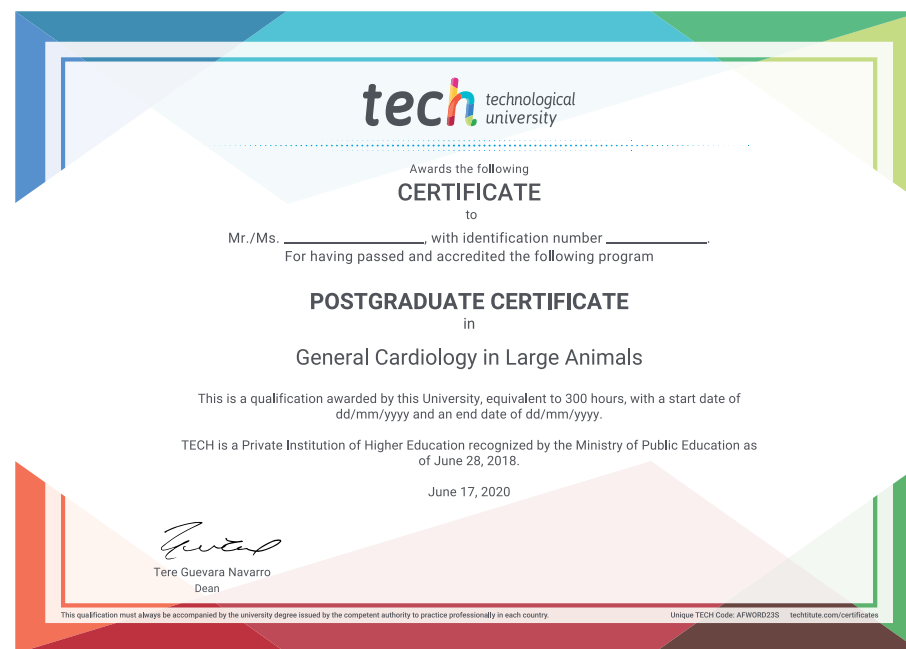 tech technological
university
Awards the following
CERTIFICATE
to
Mr./Ms. ____________________, with identification number ______________.
For having passed and accredited the following program
POSTGRADUATE CERTIFICATE
in
General Cardiology in Large Animals
This is a qualification awarded by this University, equivalent to 300 hours, with a start date of
dd/mm/yyyy and an end date of dd/mm/yyyy.
TECH is a Private Institution of Higher Education recognized by the Ministry of Public Education as
of June 28, 2018.
June 17, 2020
Tere Guevara Navarro
Dean
This qualification must always be accompanied by the university degree issued by the competent authority to practice professionally in each country. Unique TECH Code: AFWORD23S techtitute.com/certificates